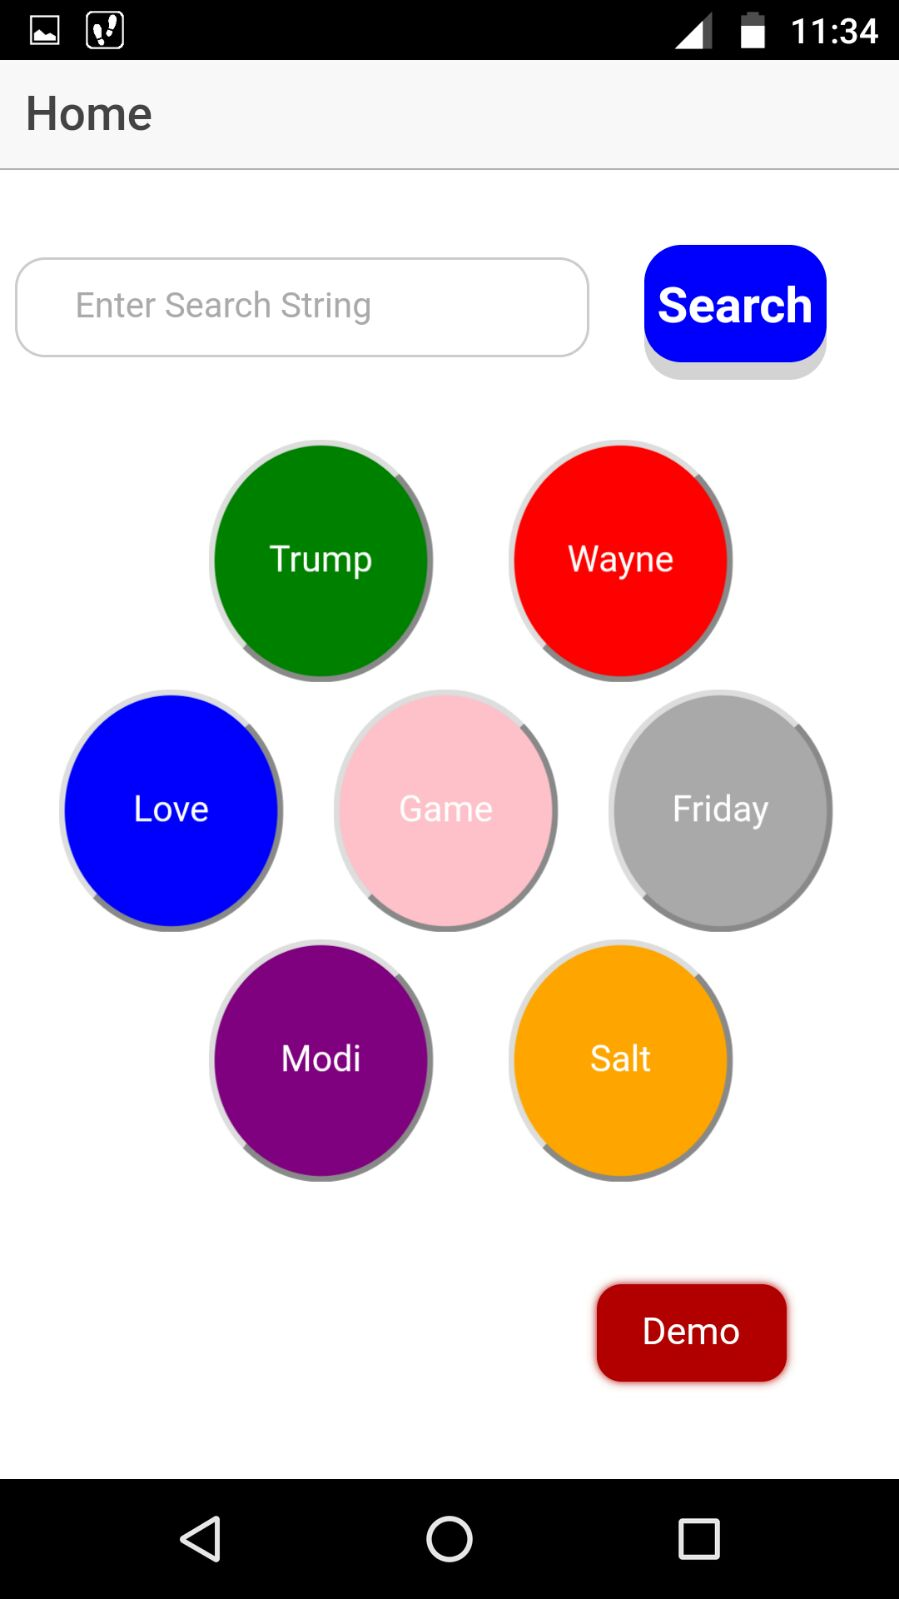 11:34
Home
Enter Search String
Search
Trump
Wayne
Love
Game
Friday
Modi
Salt
Demo